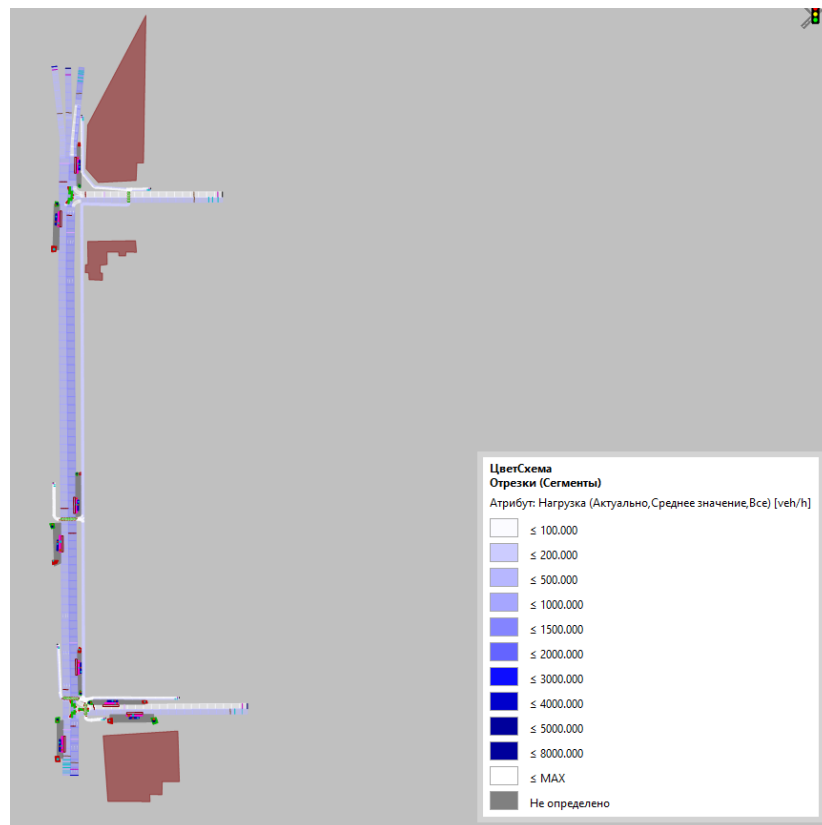 ЦветСхема
Отрезки (Сегменты)
Атрибут: Нагрузка (Актуально,Среднее значение,Все) [veh/h]
≤ 100.000
≤ 200.000
≤ 500.000
≤ 1000.000
≤ 1500.000
≤ 2000.000
≤ 3000.000
≤ 4000.000
≤ 5000.000
≤ 8000.000
≤ MAX
Не определено